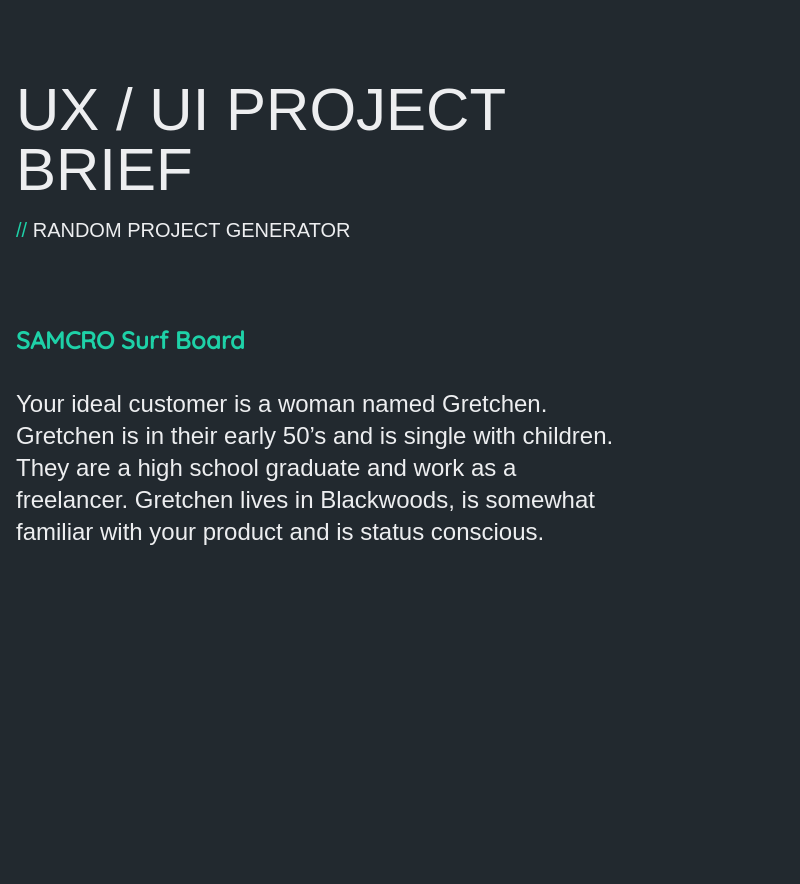 UX / UI PROJECT
BRIEF
// RANDOM PROJECT GENERATOR
SAMCRO Surf Board
Your ideal customer is a woman named Gretchen.
Gretchen is in their early 50’s and is single with children.
They are a high school graduate and work as a
freelancer. Gretchen lives in Blackwoods, is somewhat
familiar with your product and is status conscious.